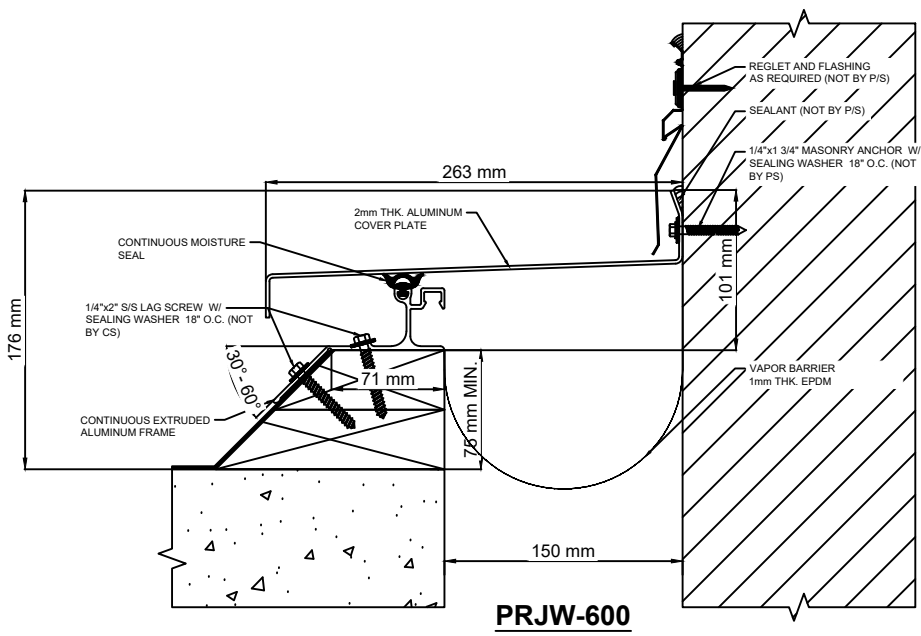 REGLET AND FLASHING
AS REQUIRED (NOT BY P/S)
SEALANT (NOT BY P/S)
1/4"x1 3/4" MASONRY ANCHOR W/
SEALING WASHER 18" O.C. (NOT
BY PS)
263 mm
2mm THK. ALUMINUM
COVER PLATE
CONTINUOUS MOISTURE
SEAL
1/4"x2" S/S LAG SCREW W/
SEALING WASHER 18" O.C. (NOT
BY CS)
176 mm
101 mm
30°- 60°
71 mm
75 mm MIN.
VAPOR BARRIER
1mm THK. EPDM
CONTINUOUS EXTRUDED
ALUMINUM FRAME
150 mm
PRJW-600